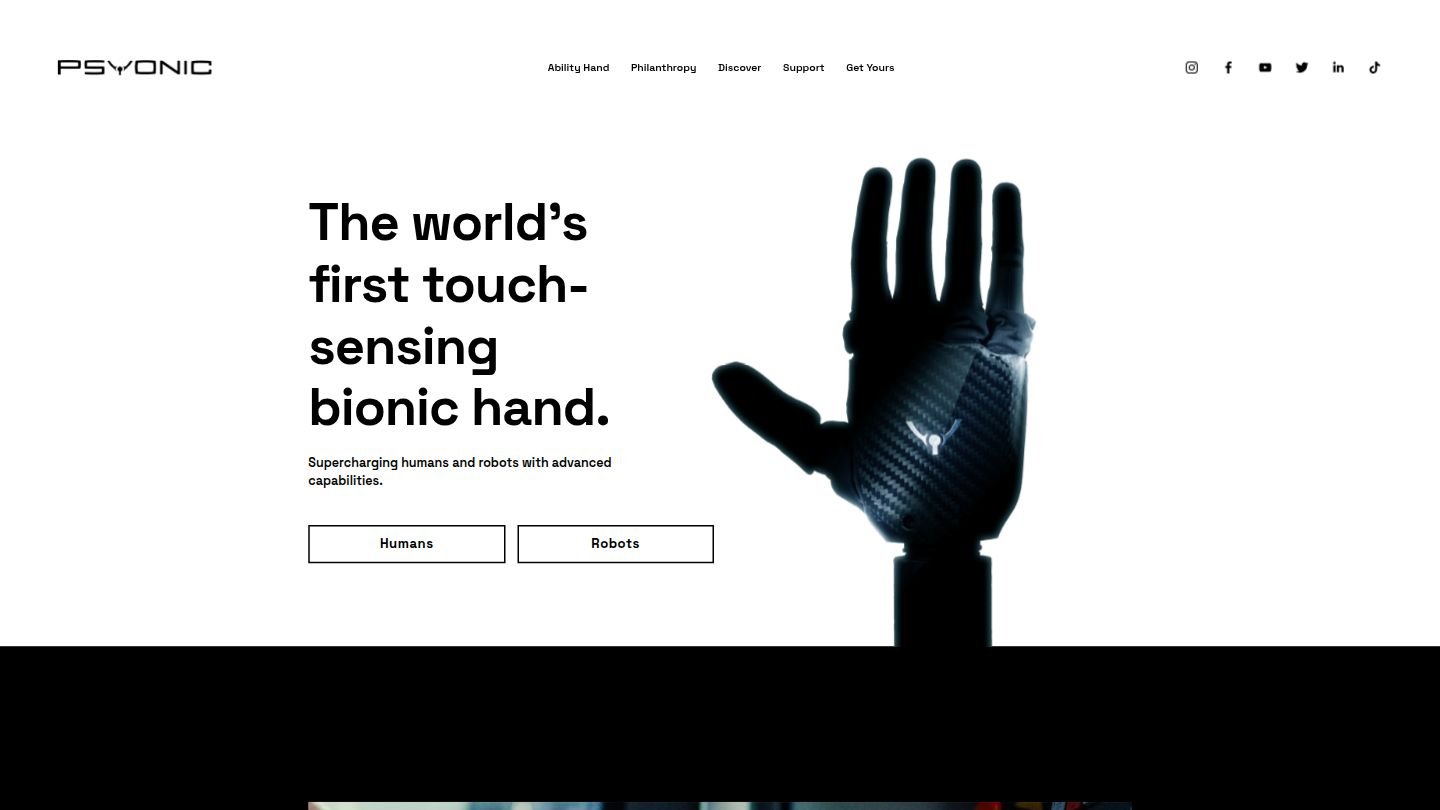 PSYONIC
Ability Hand
Philanthropy
Discover
Support
Get Yours
The world’s
first touch-
sensing
bionic hand.
Supercharging humans and robots with advanced
capabilities.
Humans
Robots